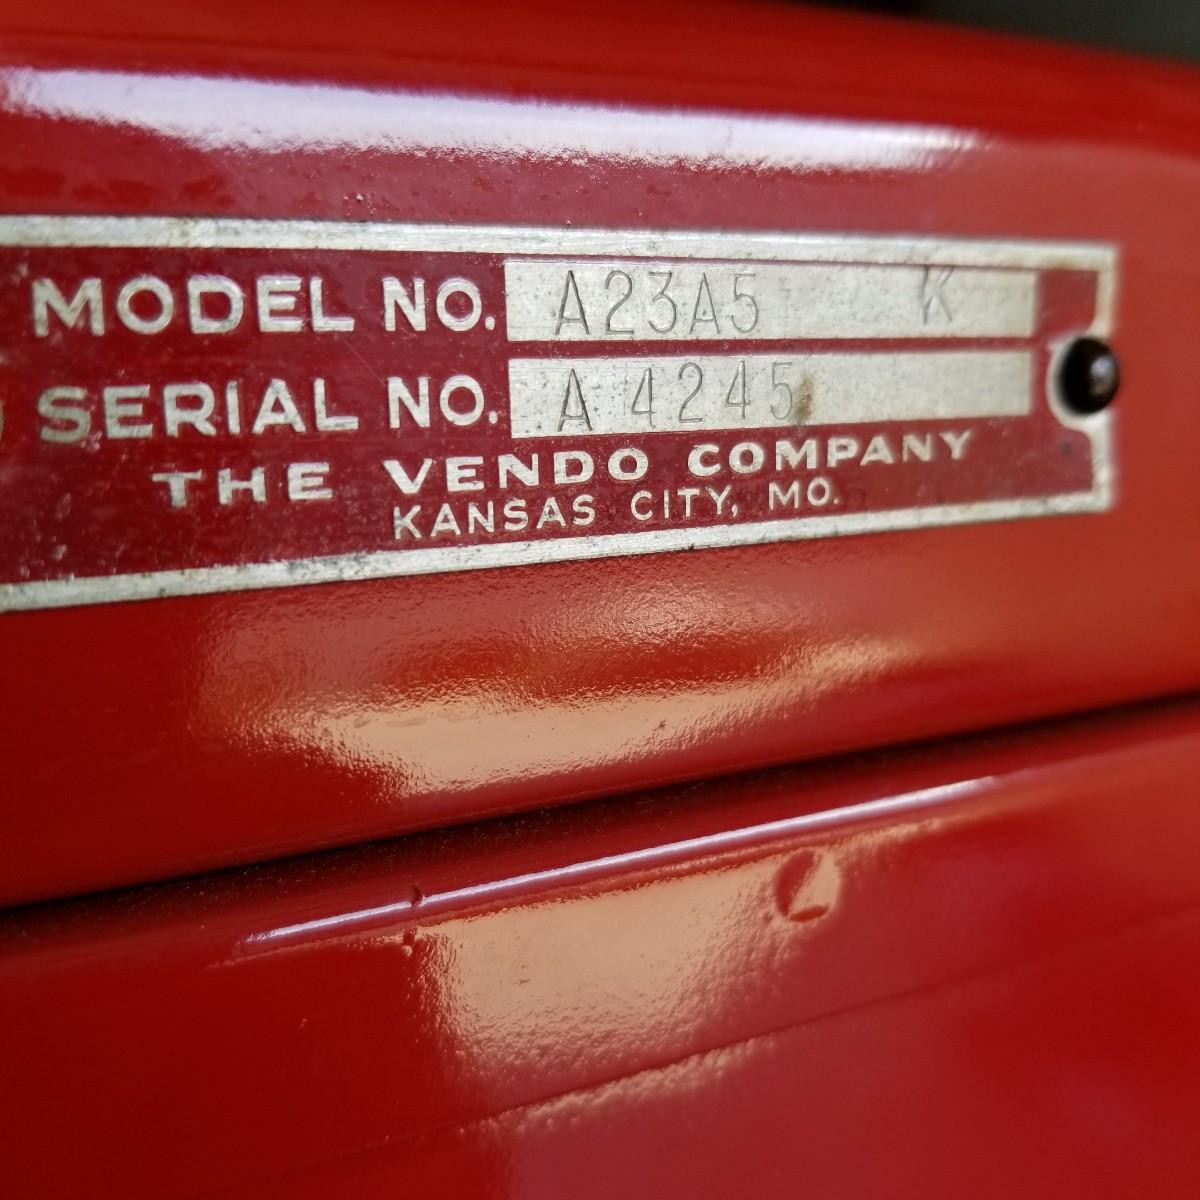 MODEL NO. A23A5 K
SERIAL NO. A 4245
THE VENDO COMPANY
KANSAS CITY, MO.